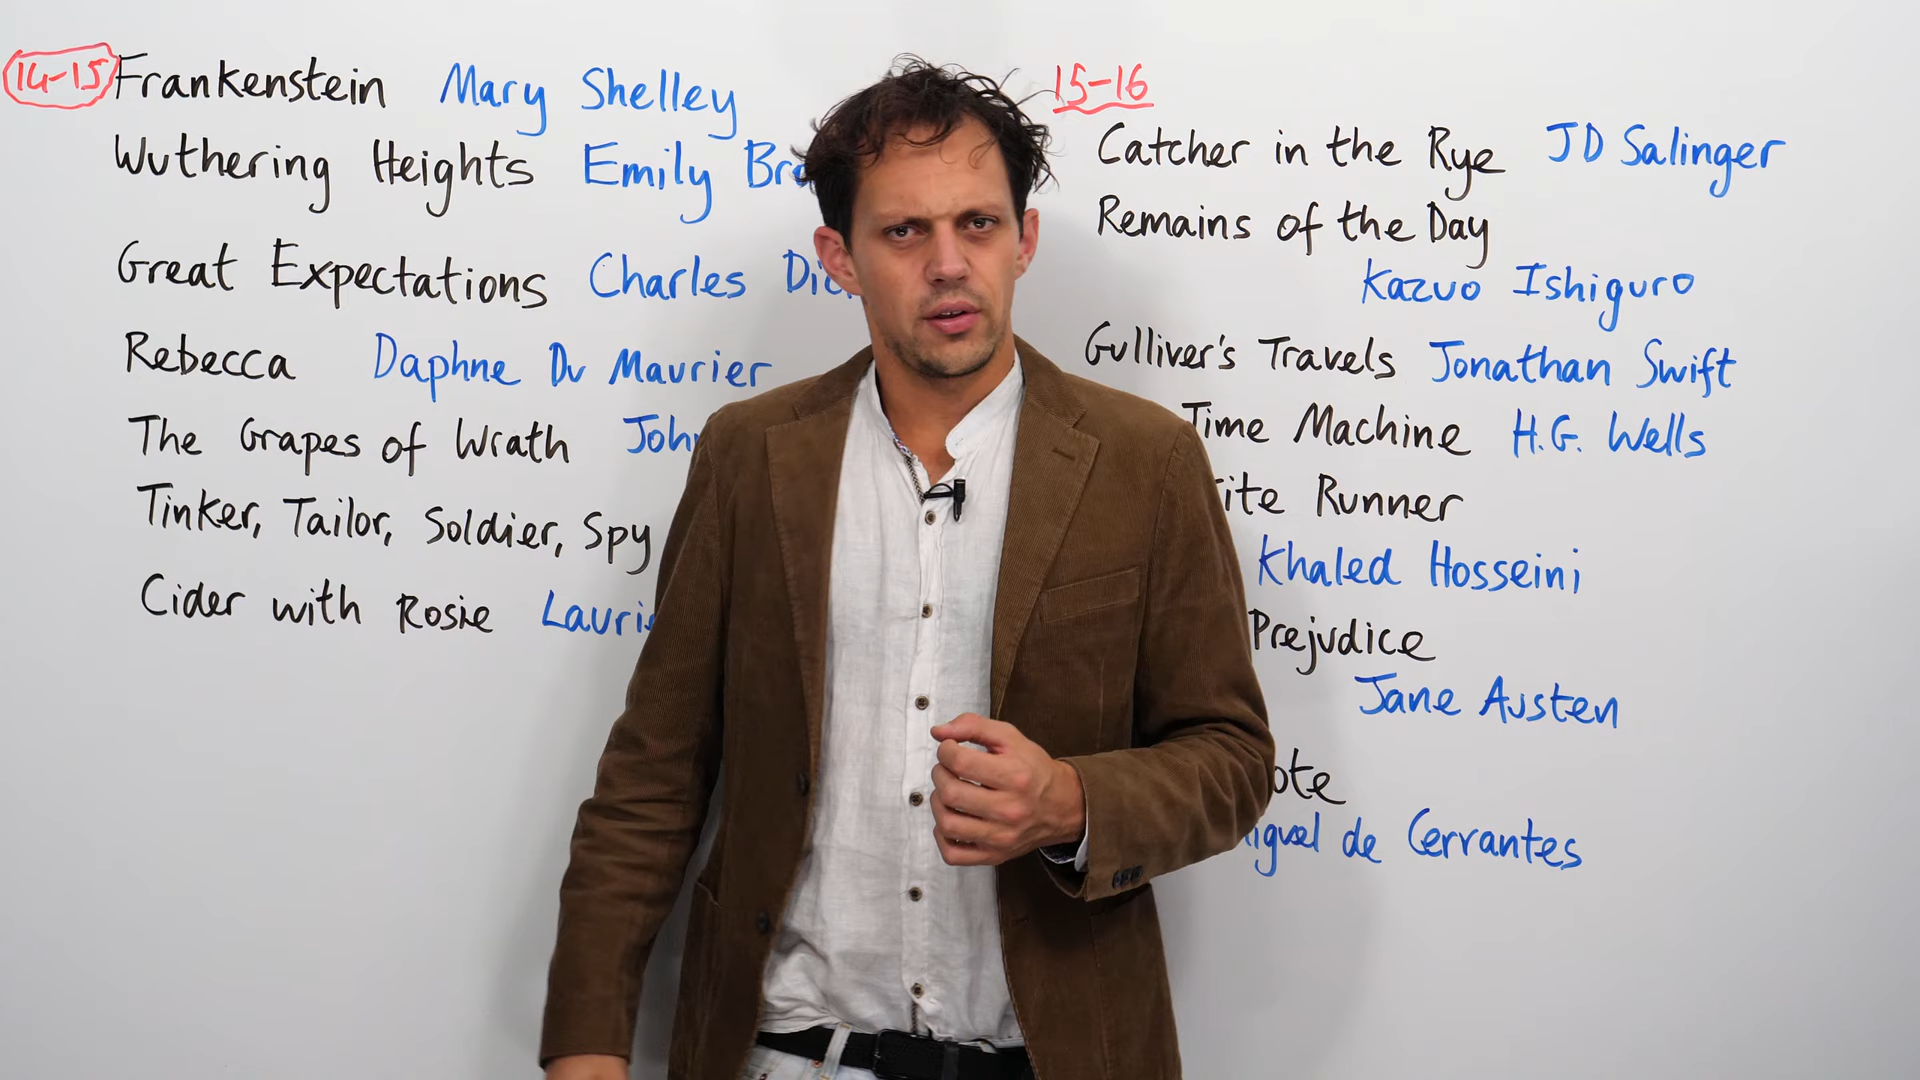 14-15
Frankenstein Mary Shelley
Wuthering Heights Emily
Great Expectations Charles
Rebecca Daphne Du Maurier
The Grapes of Wrath
Tinker, Tailor, Soldier, Spy
Cider with Rosie
15-16
Catcher in the Rye JD Salinger
Remains of the Day
Kazuo Ishiguro
Gulliver's Travels Jonathan Swift
Time Machine H.G. Wells
Runner
Khaled Hosseini
Prejudice
Jane Austen
de Cerrantes